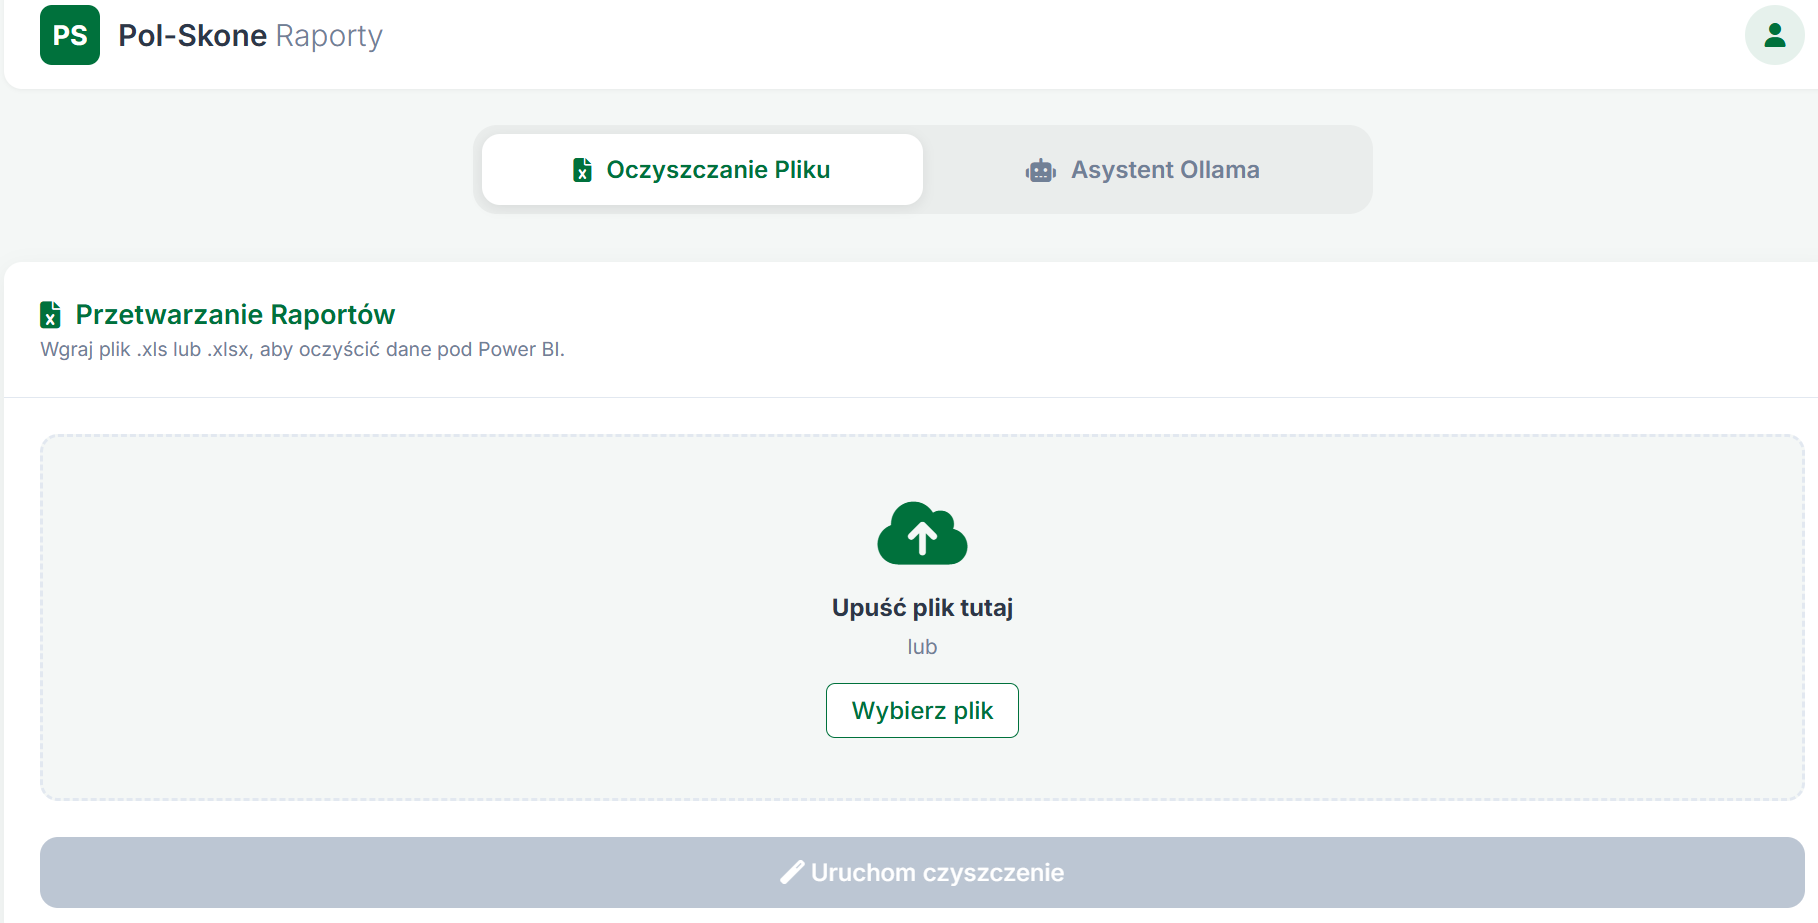 PS Pol-Skone Raporty
Oczyszczanie Pliku Asystent Ollama
Przetwarzanie Raportów
Wgraj plik .xls lub .xlsx, aby oczyścić dane pod Power BI.
Upuść plik tutaj
lub
Wybierz plik
Uruchom czyszczenie